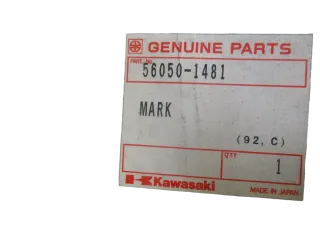 GENUINE PARTS
PART No.
56050-1481
MARK
(92, C)
QTY
1
Kawasaki
MADE IN JAPAN